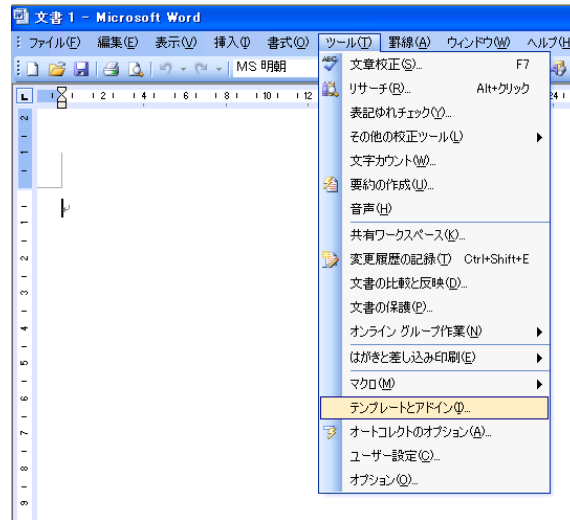 文書 1 - Microsoft Word
ファイル(F) 編集(E) 表示(V) 挿入(I) 書式(O) ツール(T) 罫線(A) ウィンドウ(W) ヘルプ(H
MS 明朝
文章校正(S)... F7
リサーチ(R)... Alt+クリック
表記ゆれチェック(Y)...
その他の校正ツール(L)
文字カウント(W)...
要約の作成(U)...
音声(H)
共有ワークスペース(K)...
変更履歴の記録(T) Ctrl+Shift+E
文書の比較と反映(D)...
文書の保護(P)...
オンライン グループ作業(N)
はがきと差し込み印刷(E)
マクロ(M)
テンプレートとアドイン(I)...
オートコレクトのオプション(A)...
ユーザー設定(C)...
オプション(O)...